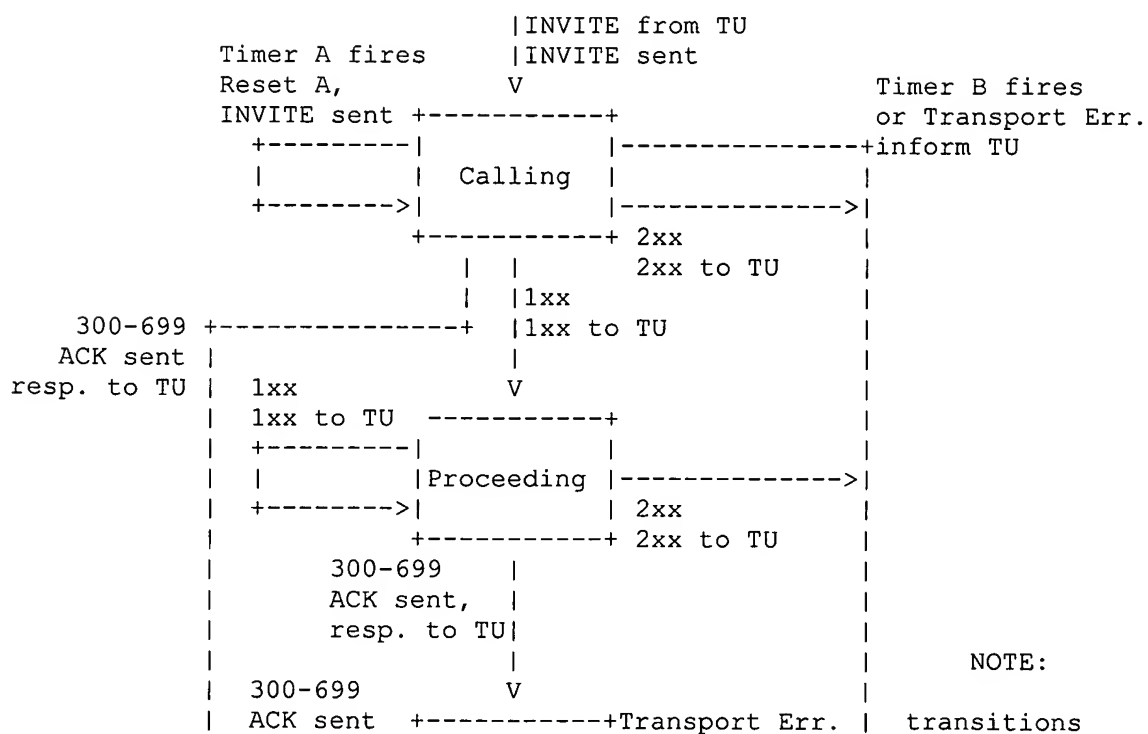 |INVITE from TU
Timer A fires |INVITE sent
Reset A, V Timer B fires
INVITE sent +-----------+ or Transport Err.
+---------| |---------------+inform TU
| | Calling | |
+-------->| |-------------->|
+-----------+ 2xx |
| | 2xx to TU |
| |1xx |
300-699 +---------------+ |1xx to TU |
ACK sent | | |
resp. to TU | 1xx V |
| 1xx to TU -----------+ |
| +---------| | |
| | |Proceeding |-------------->|
| +-------->| | 2xx |
| +-----------+ 2xx to TU |
| 300-699 | |
| ACK sent, | |
| resp. to TU| |
| | | NOTE:
| 300-699 V |
| ACK sent +-----------+Transport Err. | transitions